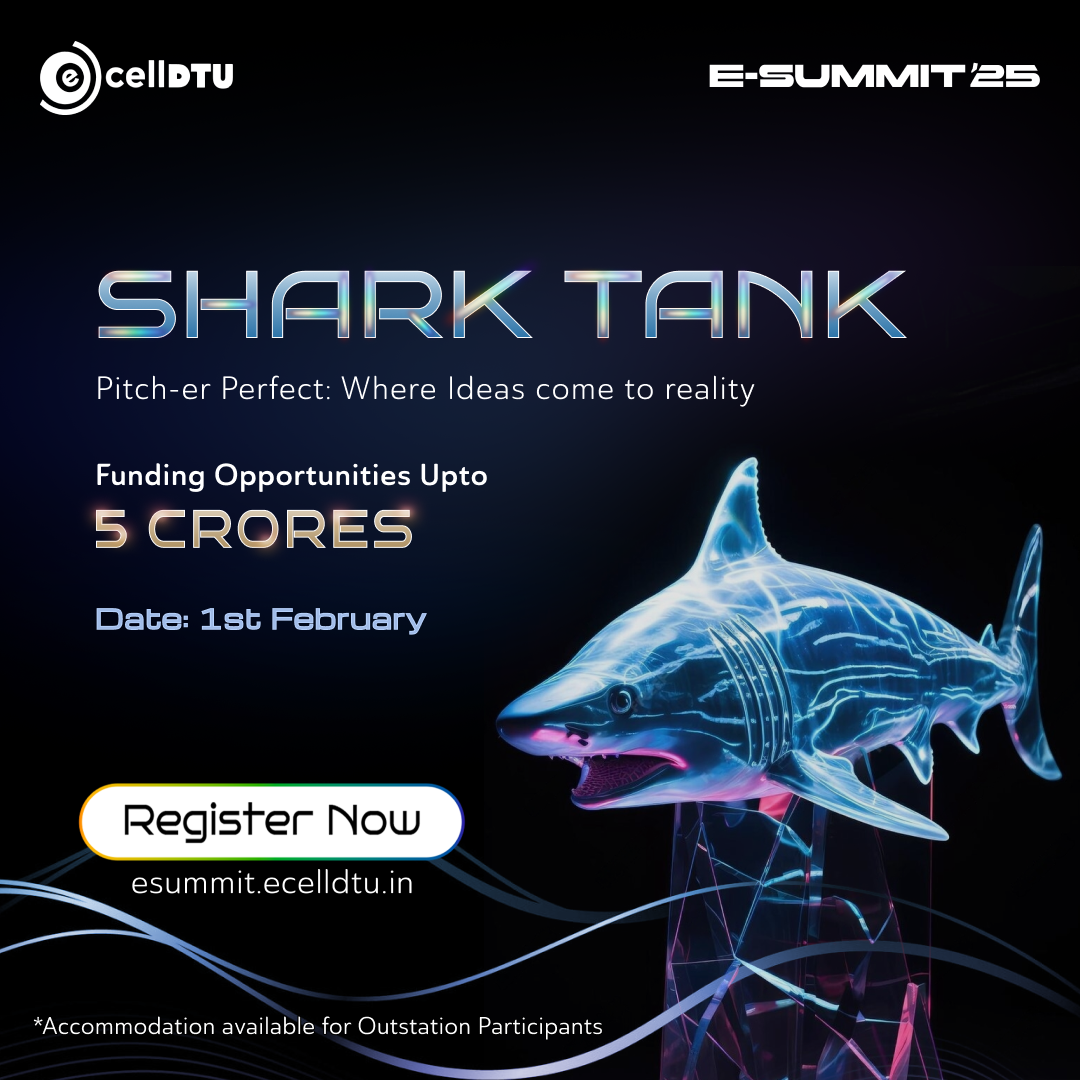 ecellDTU
E-SUMMIT'25
SHARK TANK
Pitch-er Perfect: Where Ideas come to reality
Funding Opportunities Upto
5 CRORES
Date: 1st February
Register Now
esummit.ecelldtu.in
*Accommodation available for Outstation Participants